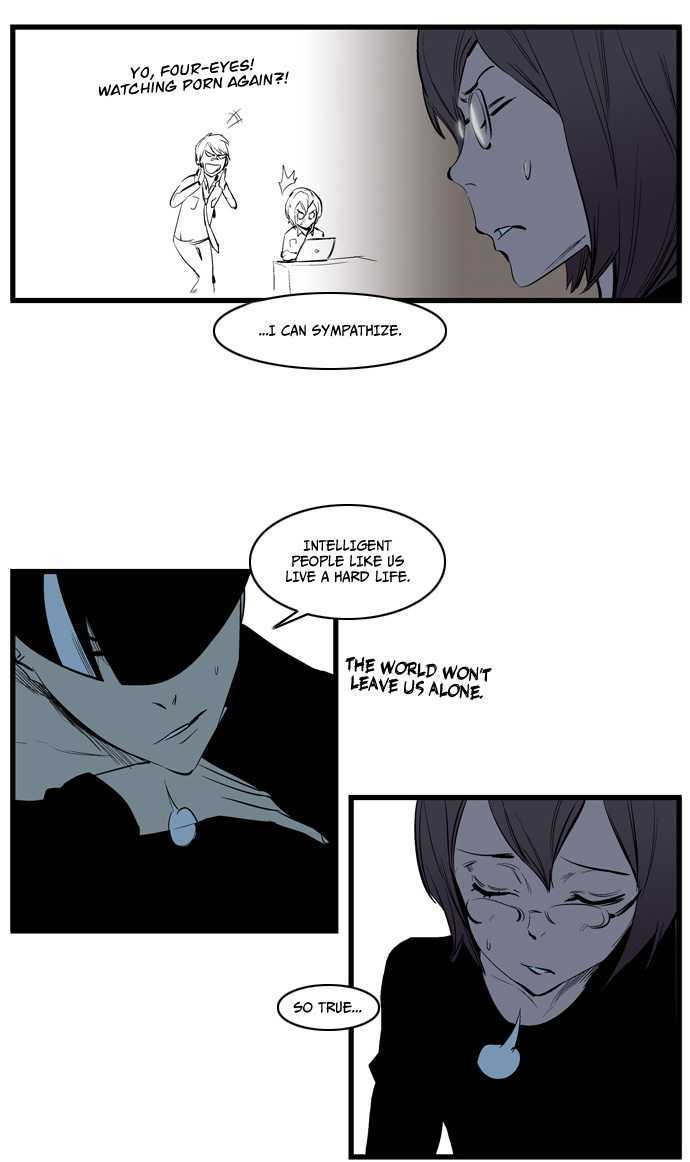 YO, FOUR-EYES!
WATCHING PORN AGAIN?!
...I CAN SYMPATHIZE.
INTELLIGENT
PEOPLE LIKE US
LIVE A HARD LIFE.
THE WORLD WON'T
LEAVE US ALONE.
SO TRUE...